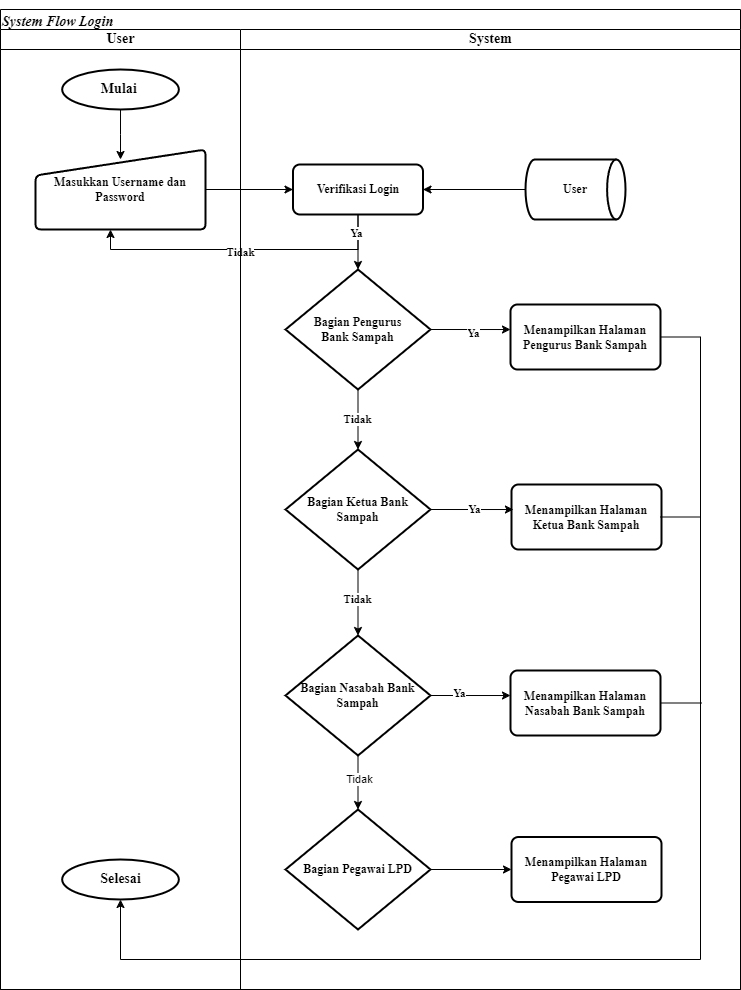 System Flow Login
User
System
Mulai
Masukkan Username dan
Password
Verifikasi Login
User
Ya
Tidak
Bagian Pengurus
Bank Sampah
Ya
Menampilkan Halaman
Pengurus Bank Sampah
Tidak
Bagian Ketua Bank
Sampah
Ya
Menampilkan Halaman
Ketua Bank Sampah
Tidak
Bagian Nasabah Bank
Sampah
Ya
Menampilkan Halaman
Nasabah Bank Sampah
Tidak
Bagian Pegawai LPD
Menampilkan Halaman
Pegawai LPD
Selesai